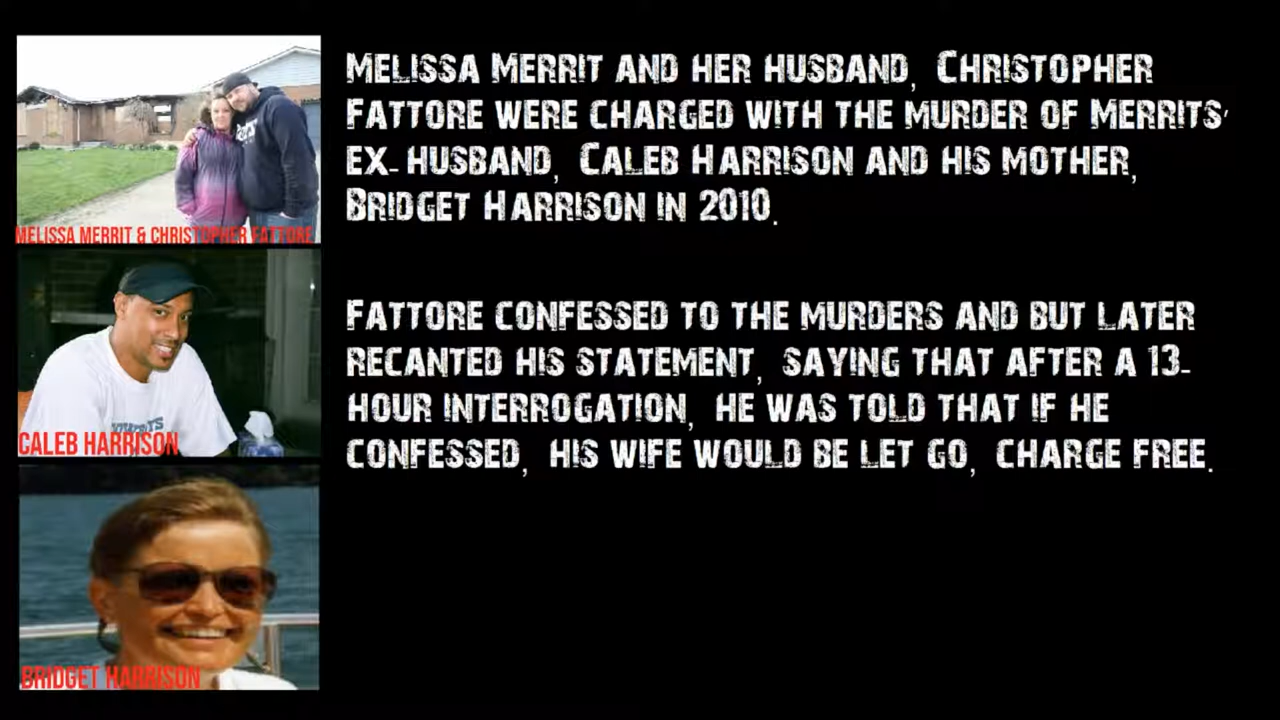 MELISSA MERRIT AND HER HUSBAND, CHRISTOPHER
FATTORE WERE CHARGED WITH THE MURDER OF MERRITS'
EX-HUSBAND, CALEB HARRISON AND HIS MOTHER,
BRIDGET HARRISON IN 2010.
FATTORE CONFESSED TO THE MURDERS AND BUT LATER
RECANTED HIS STATEMENT, SAYING THAT AFTER A 13-
HOUR INTERROGATION, HE WAS TOLD THAT IF HE
CONFESSED, HIS WIFE WOULD BE LET GO, CHARGE FREE.
MELISSA MERRIT & CHRISTOPHER FATTORE
CALEB HARRISON
BRIDGET HARRISON